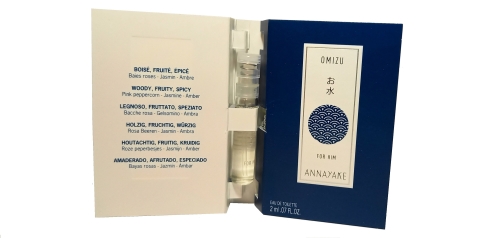 BOISÉ, FRUITÉ, ÉPICÉ
Baies roses - Jasmin - Ambre
WOODY, FRUITY, SPICY
Pink peppercorn - Jasmine - Amber
LEGNOSO, FRUTTATO, SPEZIATO
Bacche rosa - Gelsomino - Ambra
HOLZIG, FRUCHTIG, WÜRZIG
Rosa Beeren - Jasmin - Ambra
HOUTACHTIG, FRUITIG, KRUIDIG
Roze peperbesjes - Jasmijn - Amber
AMADERADO, AFRUTADO, ESPECIADO
Bayas rosas - Jazmín - Ámbar
OMIZU
お水
FOR HIM
ANNAYAKE
EAU DE TOILETTE
2 ml .07 FL. OZ